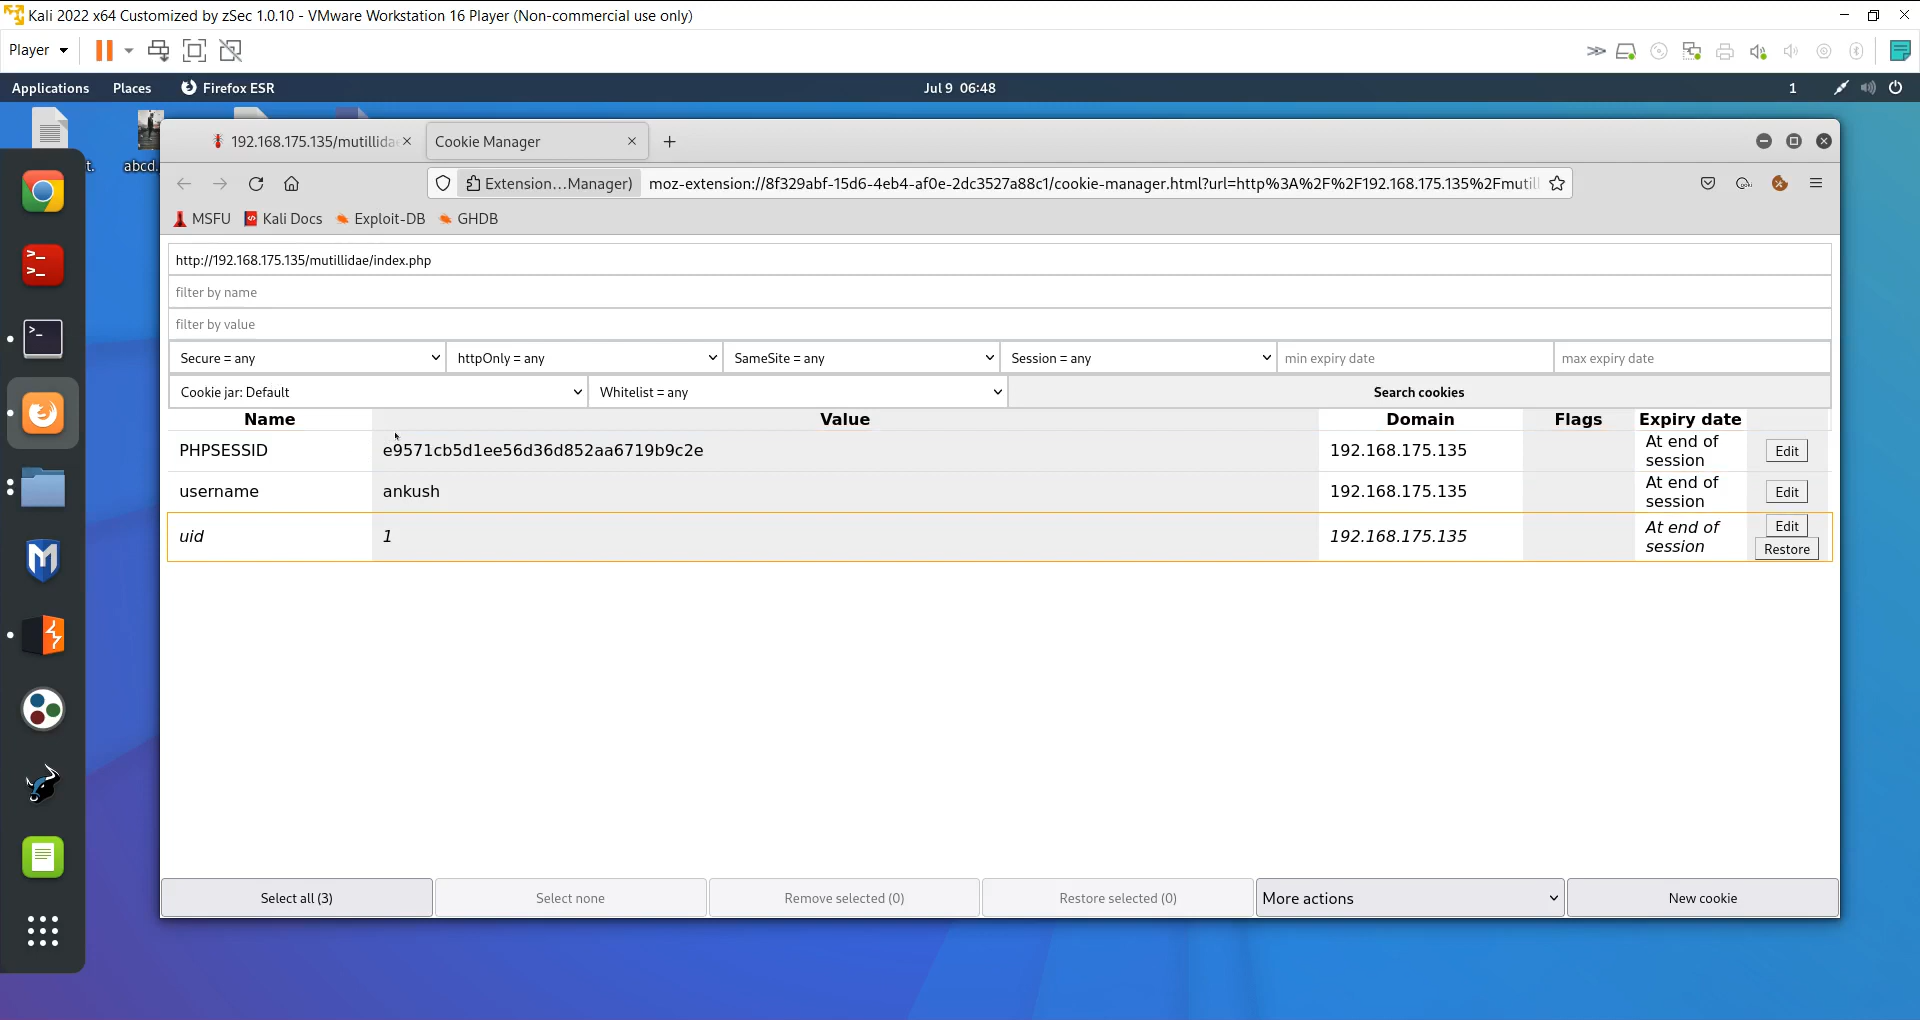 Kali 2022 x64 Customized by zSec 1.0.10 - VMware Workstation 16 Player (Non-commercial use only)
Player
Applications Places Firefox ESR Jul 9 06:48 1
t. abcd.
192.168.175.135/mutillida Cookie Manager
Extension...Manager) moz-extension://8f329abf-15d6-4eb4-af0e-2dc3527a88c1/cookie-manager.html?url=http%3A%2F%2F192.168.175.135%2Fmutil
MSFU Kali Docs Exploit-DB GHDB
http://192.168.175.135/mutillidae/index.php
filter by name
filter by value
Secure = any httpOnly = any SameSite = any Session = any min expiry date max expiry date
Cookie jar: Default Whitelist = any Search cookies
Name Value Domain Flags Expiry date
PHPSESSID e9571cb5d1ee56d36d852aa6719b9c2e 192.168.175.135 At end of session Edit
username ankush 192.168.175.135 At end of session Edit
uid 1 192.168.175.135 At end of session Edit Restore
Select all (3) Select none Remove selected (0) Restore selected (0) More actions New cookie